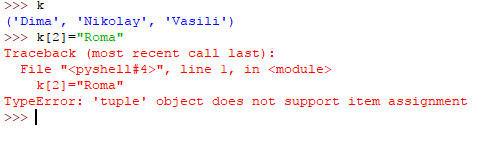 >>> k
('Dima', 'Nikolay', 'Vasili')
>>> k[2]="Roma"
Traceback (most recent call last):
  File "<pyshell#4>", line 1, in <module>
    k[2]="Roma"
TypeError: 'tuple' object does not support item assignment
>>>